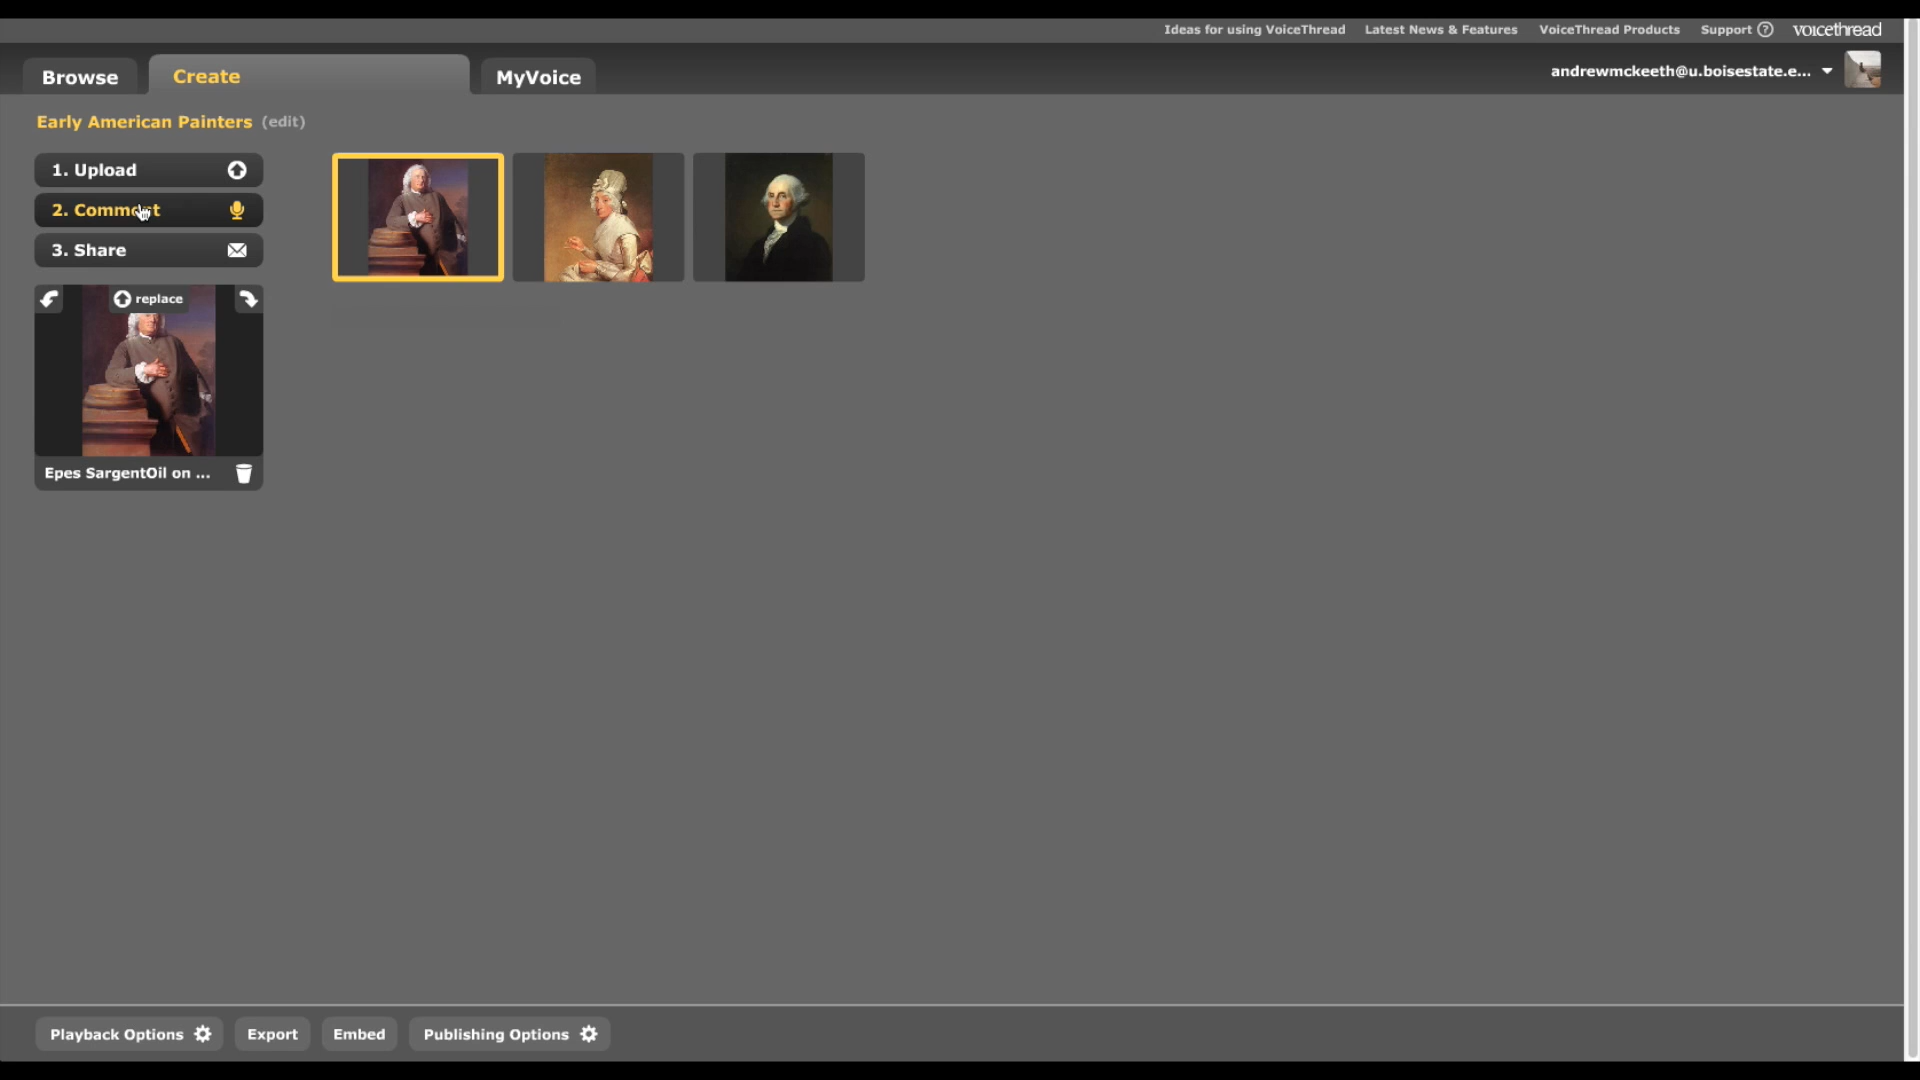 Ideas for using VoiceThread Latest News & Features VoiceThread Products Support ? voicethread
Browse Create MyVoice andrewmckeeth@u.boisestate.e...
Early American Painters (edit)
1. Upload
2. Comment
3. Share
replace
Epes SargentOil on ...
Playback Options Export Embed Publishing Options